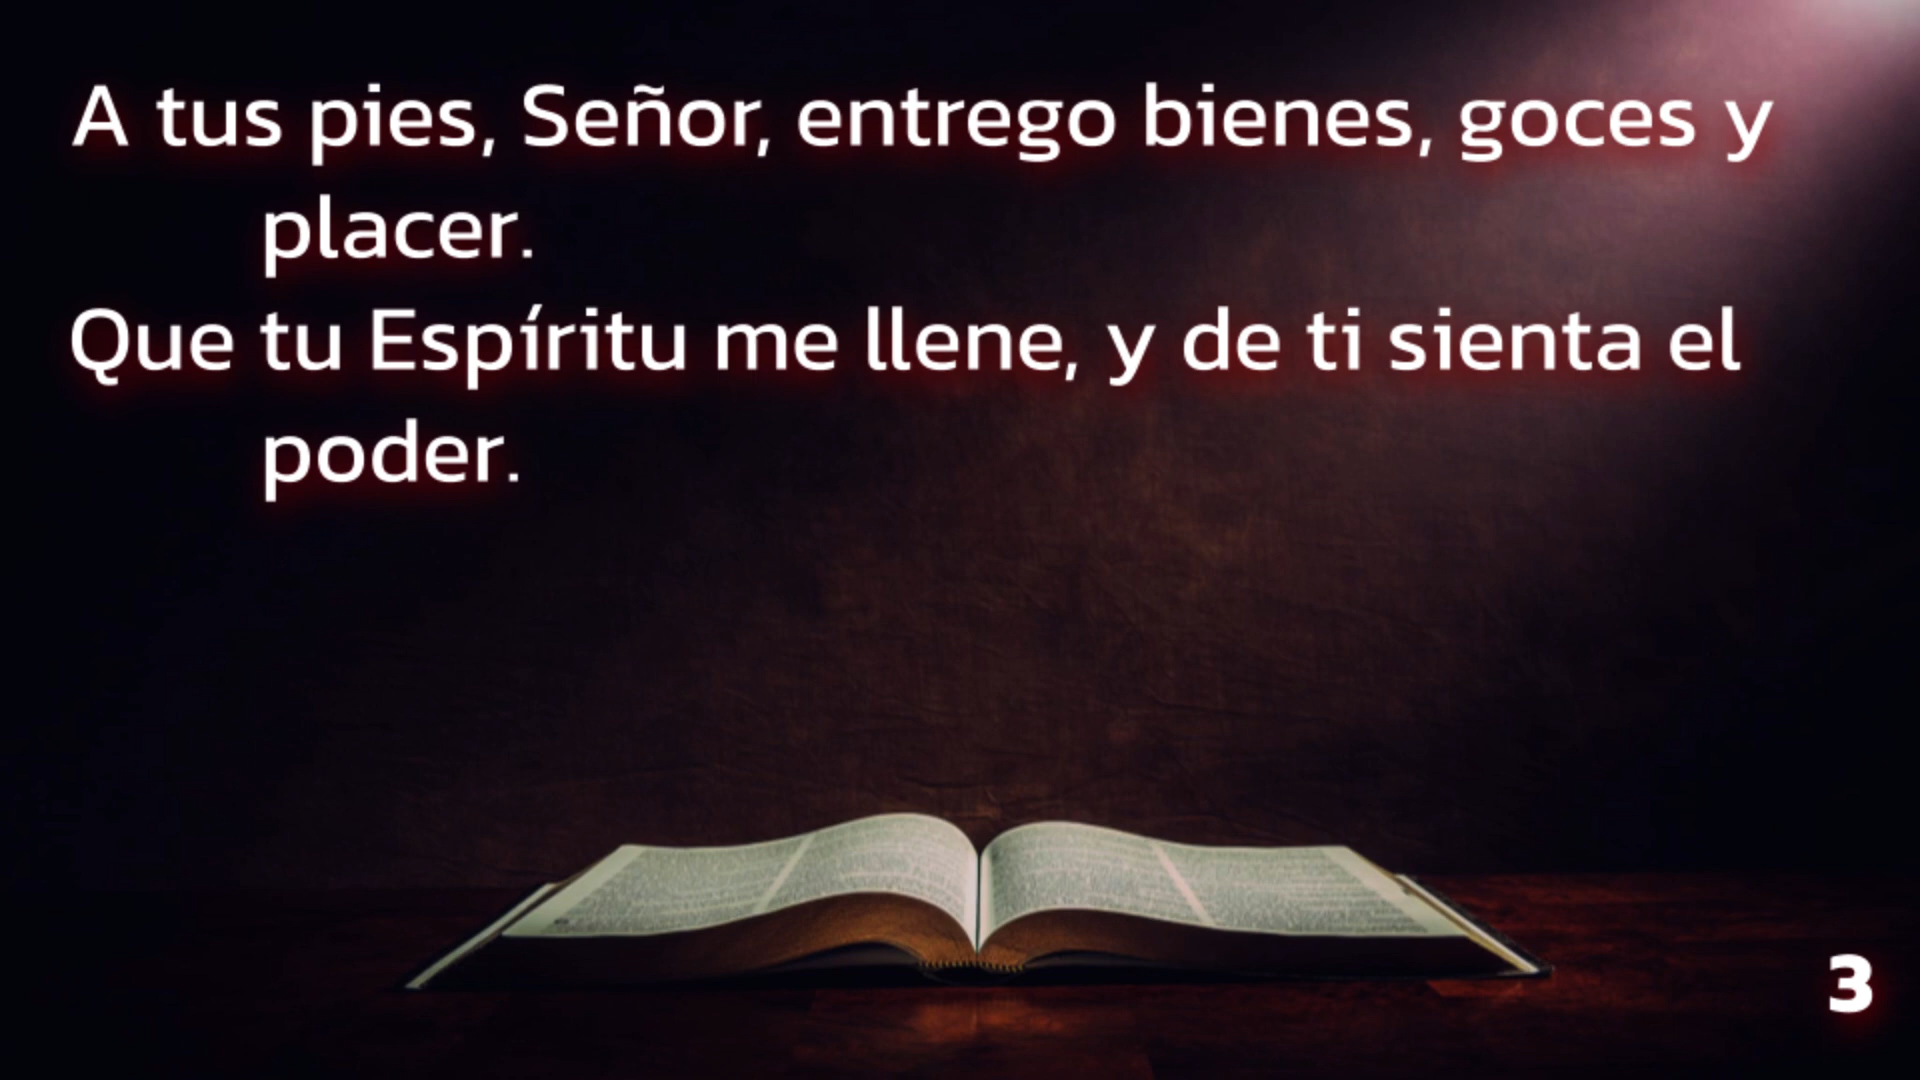 A tus pies, Señor, entrego bienes, goces y
placer.
Que tu Espíritu me llene, y de ti sienta el
poder.
3